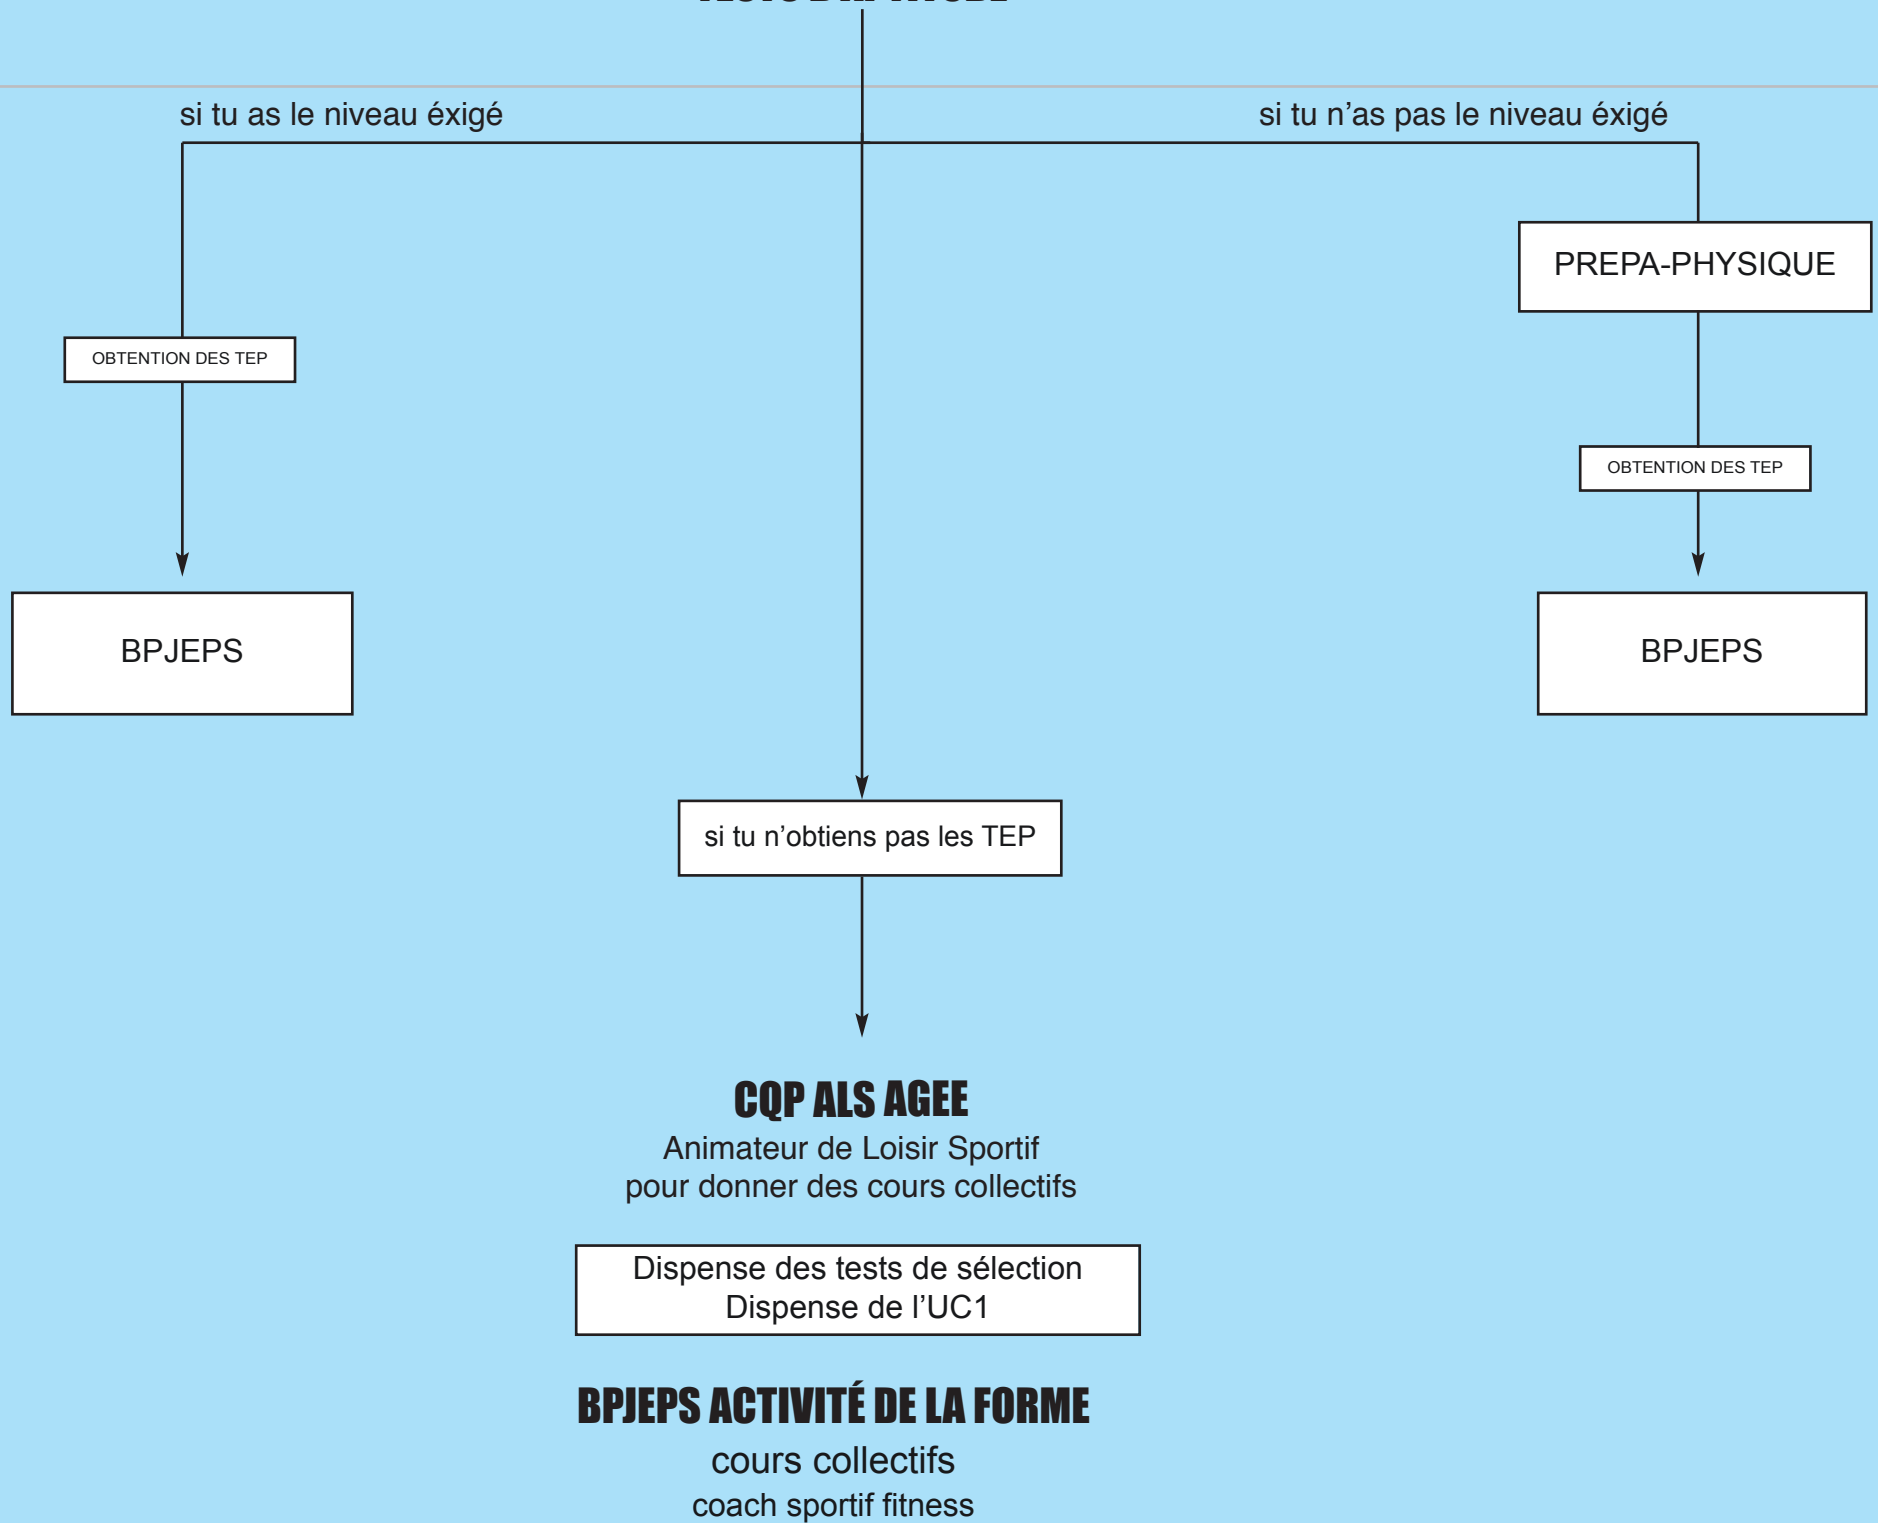 si tu as le niveau éxigé
si tu n'as pas le niveau éxigé
PREPA-PHYSIQUE
OBTENTION DES TEP
OBTENTION DES TEP
BPJEPS
BPJEPS
si tu n'obtiens pas les TEP
CQP ALS AGEE
Animateur de Loisir Sportif
pour donner des cours collectifs
Dispense des tests de sélection
Dispense de l'UC1
BPJEPS ACTIVITÉ DE LA FORME
cours collectifs
coach sportif fitness